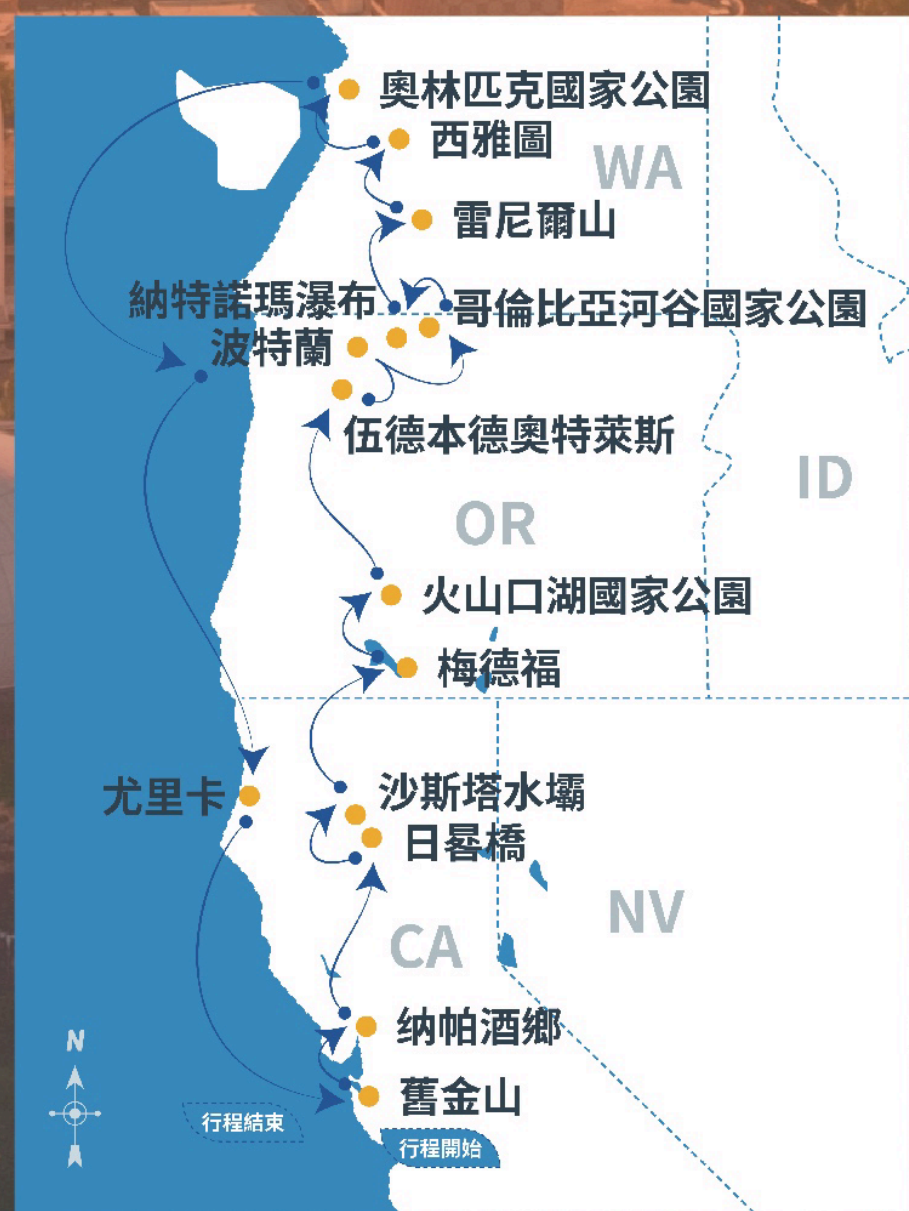 奧林匹克國家公園
西雅圖
WA
雷尼爾山
納特諾瑪瀑布
哥倫比亞河谷國家公園
波特蘭
伍德本德奧特萊斯
ID
OR
火山口湖國家公園
梅德福
尤里卡
沙斯塔水壩
日晷橋
NV
CA
纳帕酒鄉
N
舊金山
行程結束
行程開始